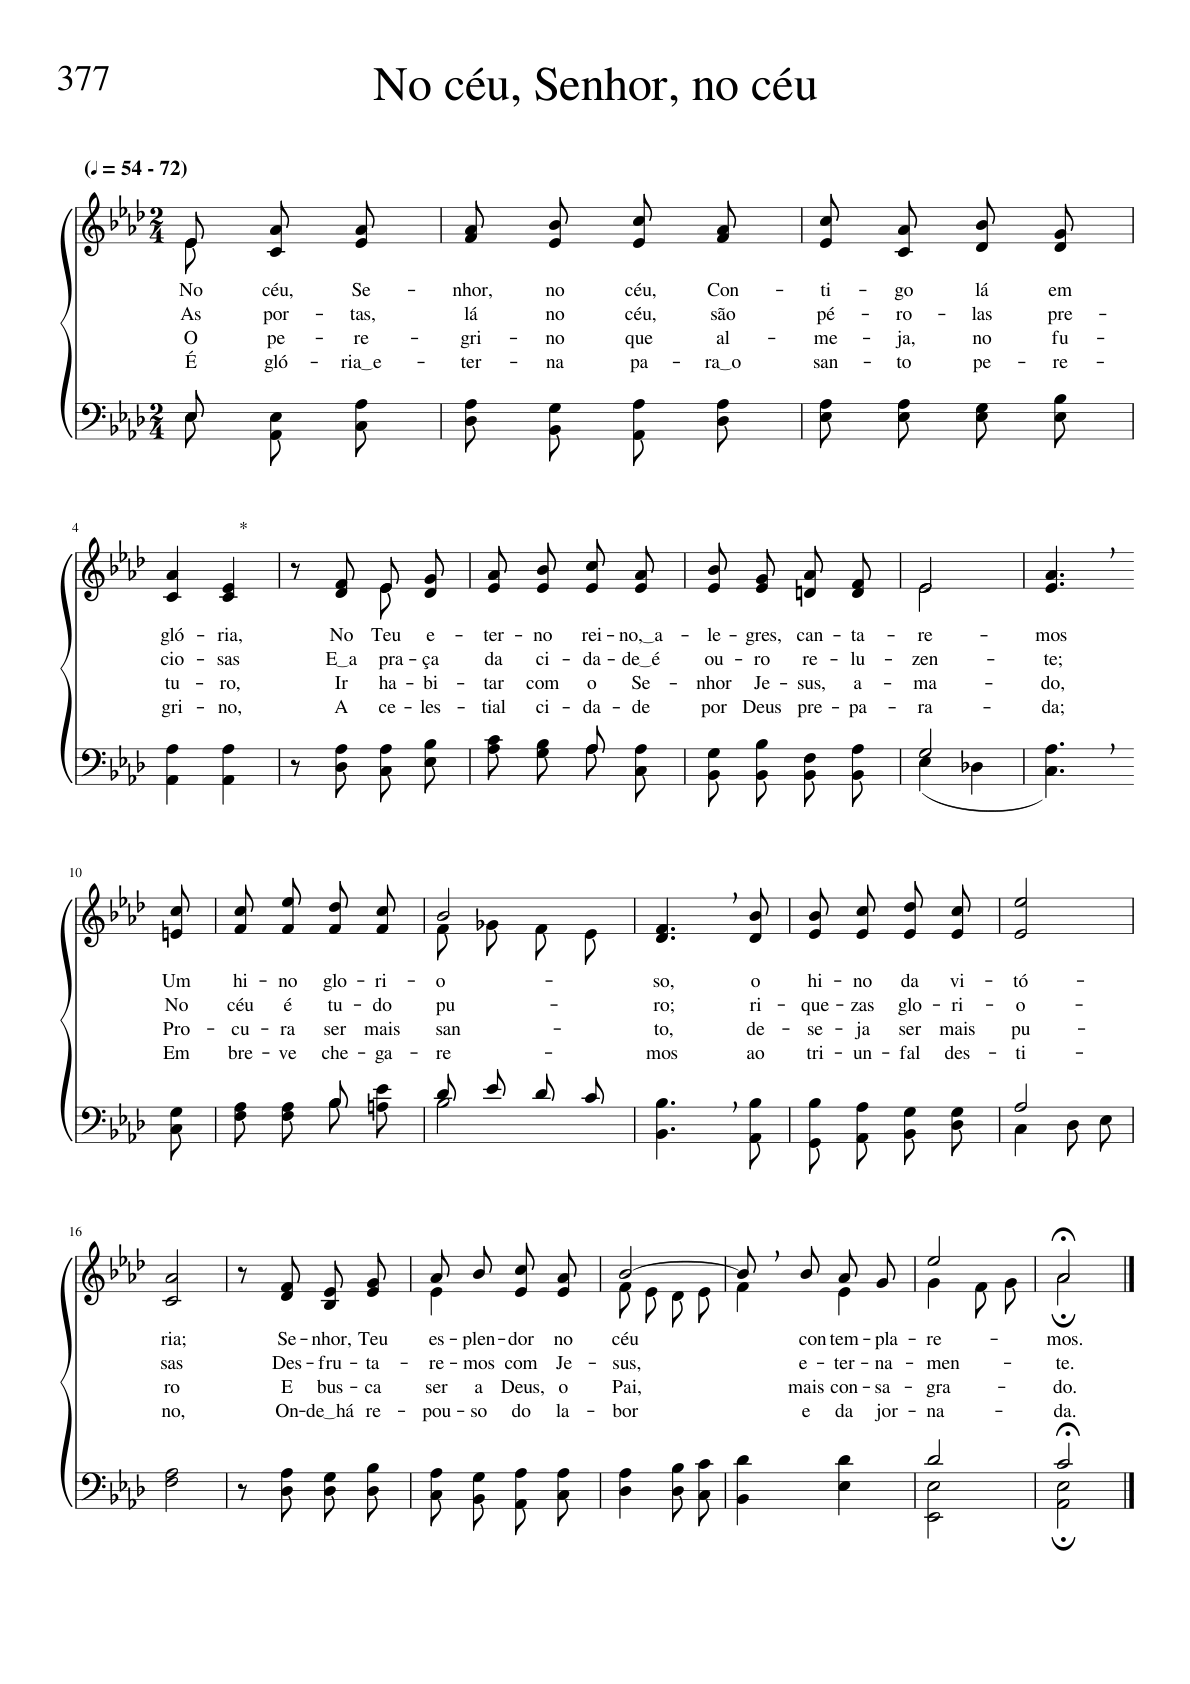 377
No céu, Senhor, no céu
(♩ = 54 - 72)
2 4
No céu, Se - nhor, no céu, Con - ti - go lá em
As por - tas, lá no céu, são pé - ro - las pre -
O pe - re - gri - no que al - me - ja, no fu -
É gló - ria‿e - ter - na pa - ra‿o san - to pe - re -
2 4
4
*
gló - ria, No Teu e - ter - no rei - no,‿a - le - gres, can - ta - re - mos
cio - sas E‿a pra - ça da ci - da - de‿é ou - ro re - lu - zen - te;
tu - ro, Ir ha - bi - tar com o Se - nhor Je - sus, a - ma - do,
gri - no, A ce - les - tial ci - da - de por Deus pre - pa - ra - da;
10
Um hi - no glo - ri - o - so, o hi - no da vi - tó -
No céu é tu - do pu - ro; ri - que - zas glo - ri - o -
Pro - cu - ra ser mais san - to, de - se - ja ser mais pu -
Em bre - ve che - ga - re - mos ao tri - un - fal des - ti -
16
ria; Se - nhor, Teu es - plen - dor no céu con tem - pla - re - mos.
sas Des - fru - ta - re - mos com Je - sus, e - ter - na - men - te.
ro E bus - ca ser a Deus, o Pai, mais con - sa - gra - do.
no, On - de‿há re - pou - so do la - bor e da jor - na - da.